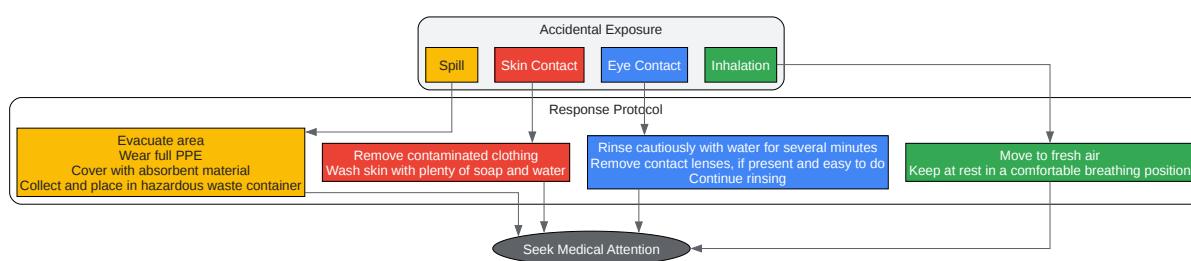 Accidental Exposure
Spill
Skin Contact
Eye Contact
Inhalation
Response Protocol
Evacuate area
Wear full PPE
Cover with absorbent material
Collect and place in hazardous waste container
Remove contaminated clothing
Wash skin with plenty of soap and water
Rinse cautiously with water for several minutes
Remove contact lenses, if present and easy to do
Continue rinsing
Move to fresh air
Keep at rest in a comfortable breathing position
Seek Medical Attention